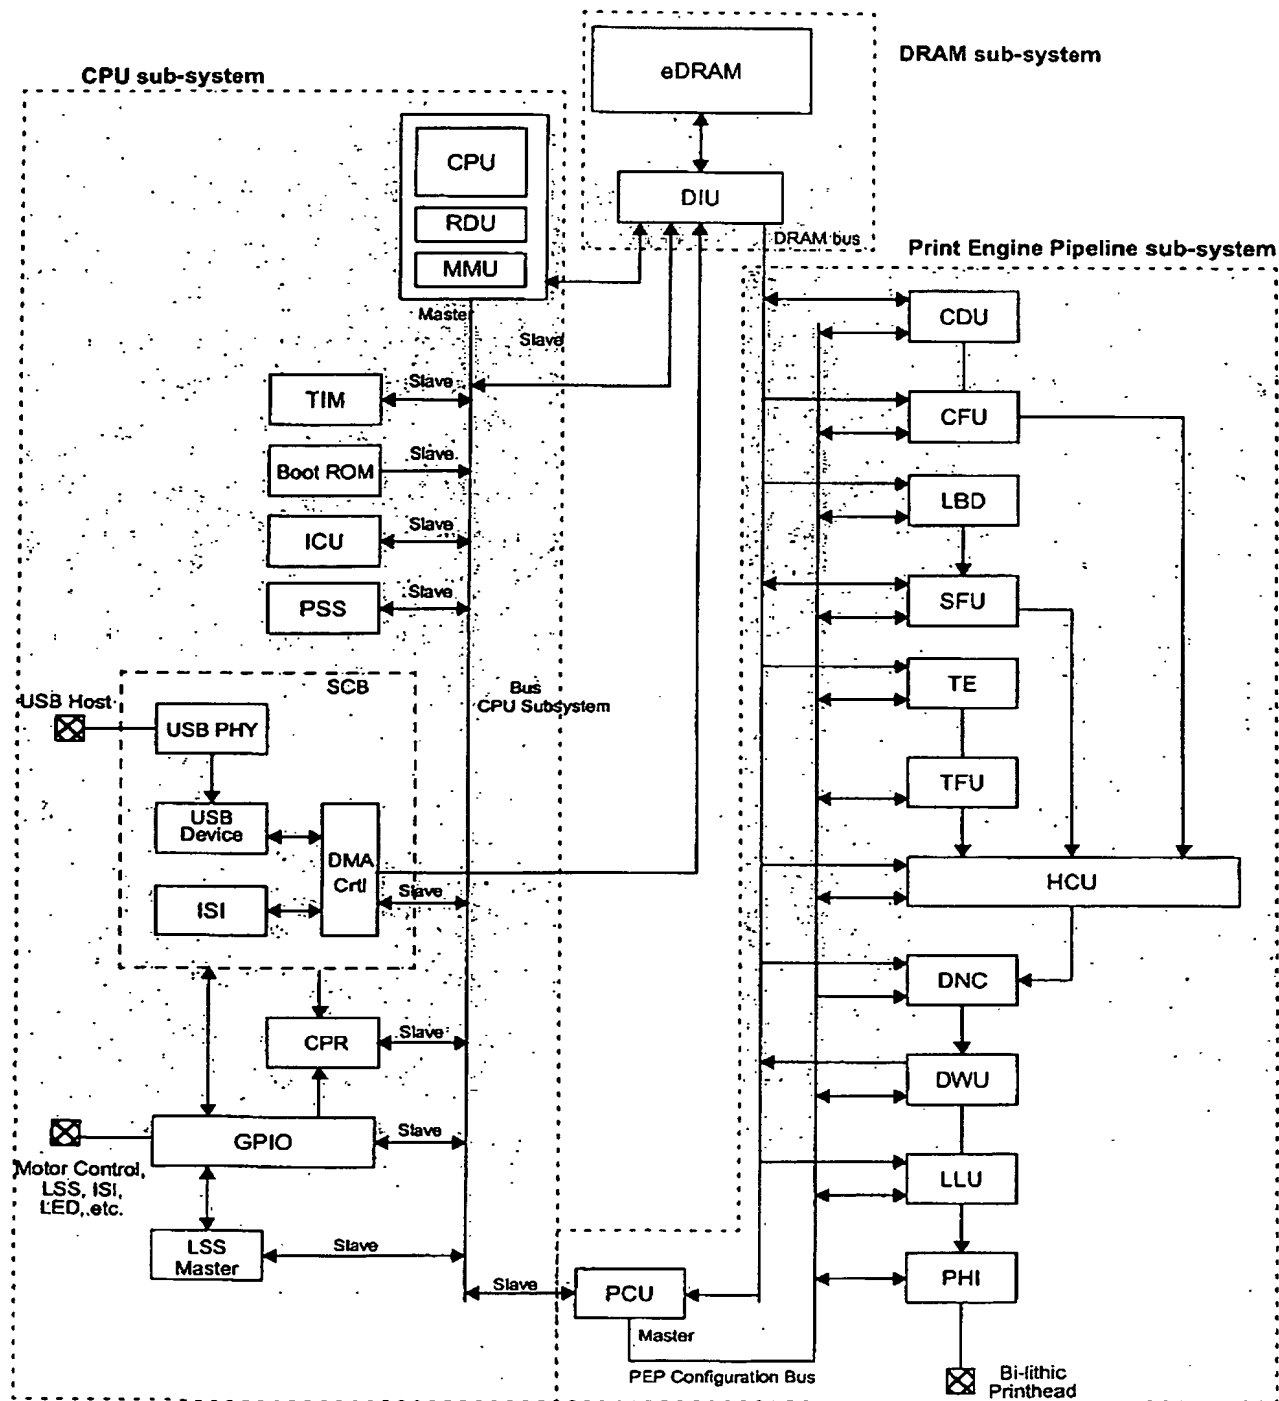 CPU sub-system
eDRAM
DRAM sub-system
CPU
RDU
MMU
DIU
DRAM bus
Print Engine Pipeline sub-system
Master
Slave
CDU
TIM
Slave
CFU
Boot ROM
Slave
LBD
ICU
Slave
PSS
Slave
SFU
SCB
TE
USB Host
USB PHY
Bus
CPU Subsystem
TFU
USB
Device
DMA
Crtl
Slave
ISI
HCU
DNC
CPR
Slave
DWU
GPIO
Slave
Motor Control,
LSS, ISI,
LED, etc.
LLU
LSS
Master
Slave
PHI
Slave
PCU
Master
PEP Configuration Bus
Bi-lithic
Printhead